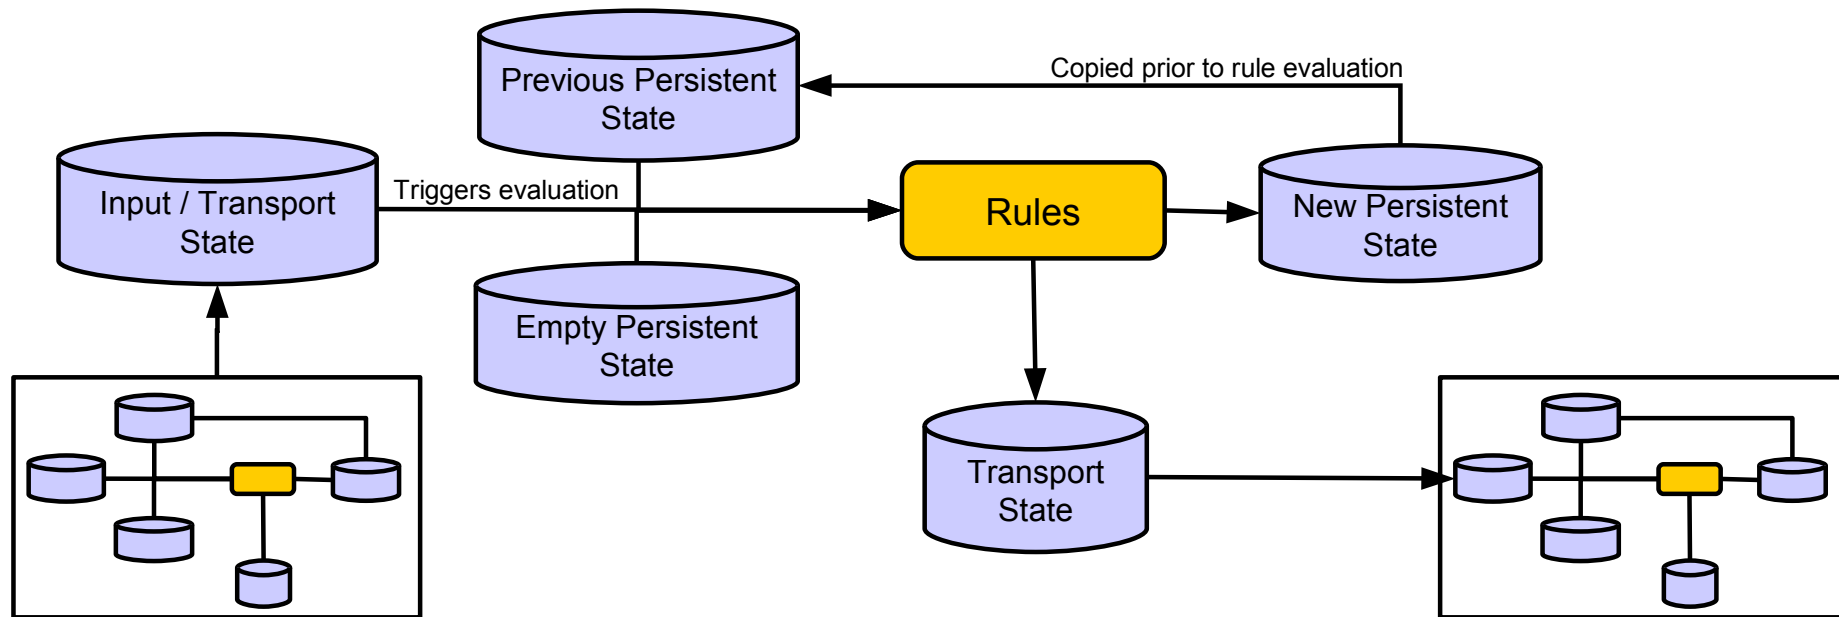 Previous Persistent
State
Copied prior to rule evaluation
Input / Transport
State
Triggers evaluation
Rules
New Persistent
State
Empty Persistent
State
Transport
State